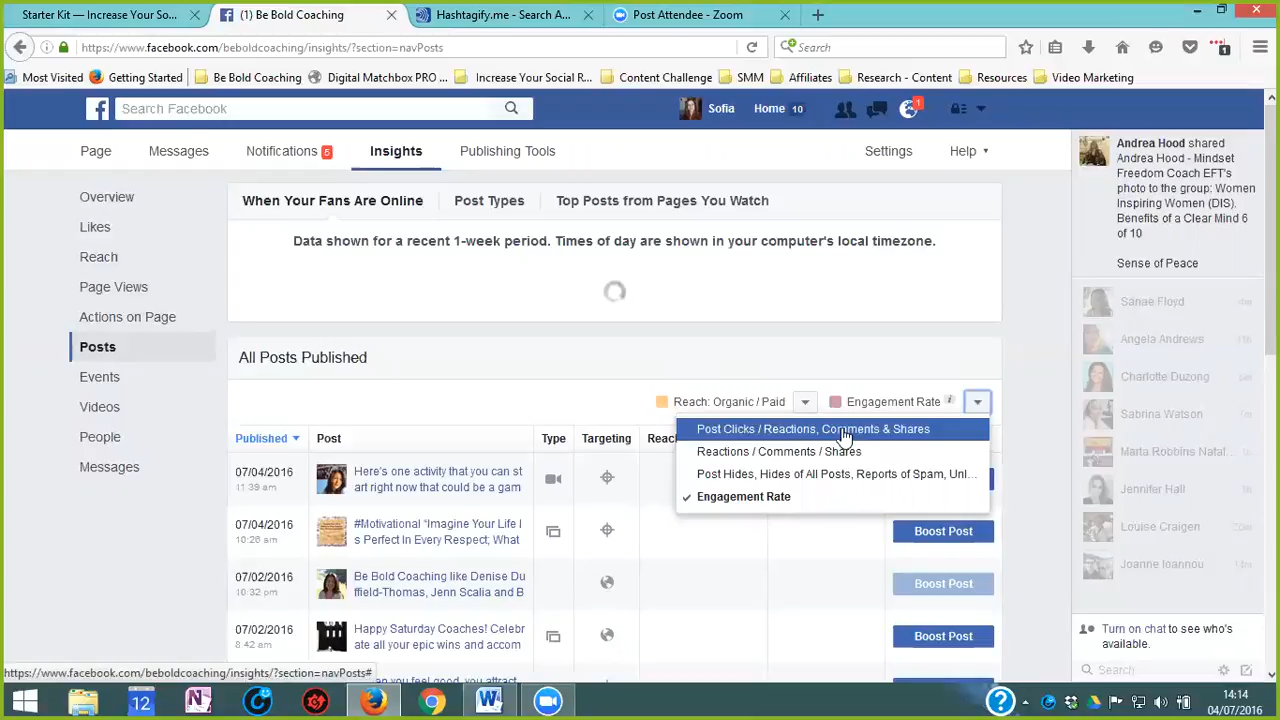 Starter Kit — Increase Your So...
(1) Be Bold Coaching
Hashtagify.me - Search A...
Post Attendee - Zoom
https://www.facebook.com/beboldcoaching/insights/?section=navPosts
Search
Most Visited
Getting Started
Be Bold Coaching
Digital Matchbox PRO ...
Increase Your Social R...
Content Challenge
SMM
Affiliates
Research - Content
Resources
Video Marketing
Search Facebook
Sofia
Home 10
1
Page
Messages
Notifications 5
Insights
Publishing Tools
Settings
Help
Overview
Likes
Reach
Page Views
Actions on Page
Posts
Events
Videos
People
Messages
When Your Fans Are Online
Post Types
Top Posts from Pages You Watch
Data shown for a recent 1-week period. Times of day are shown in your computer's local timezone.
All Posts Published
Reach: Organic / Paid
Engagement Rate i
Post Clicks / Reactions, Comments & Shares
Reactions / Comments / Shares
Post Hides, Hides of All Posts, Reports of Spam, Unl...
Engagement Rate
Published
Post
Type
Targeting
Reach
07/04/2016
11:39 am
Here's one activity that you can st
art right now that could be a gam
07/04/2016
10:26 am
#Motivational "Imagine Your Life I
s Perfect In Every Respect, What
Boost Post
07/02/2016
10:32 pm
Be Bold Coaching like Denise Du
ffield-Thomas, Jenn Scalia and B
Boost Post
07/02/2016
8:42 am
Happy Saturday Coaches! Celebr
ate all your epic wins and accom
Boost Post
Andrea Hood shared
Andrea Hood - Mindset
Freedom Coach EFT's
photo to the group: Women
Inspiring Women (DIS).
Benefits of a Clear Mind 6
of 10
Sense of Peace
Sanae Floyd
Angela Andrews
Charlotte Duzong
Sabrina Watson
Marta Robbins Natal...
Jennifer Hall
Louise Craigen
Joanne Ioannou
Turn on chat to see who's
available.
Search
https://www.facebook.com/beboldcoaching/insights/?section=navPosts#
12
14:14
04/07/2016